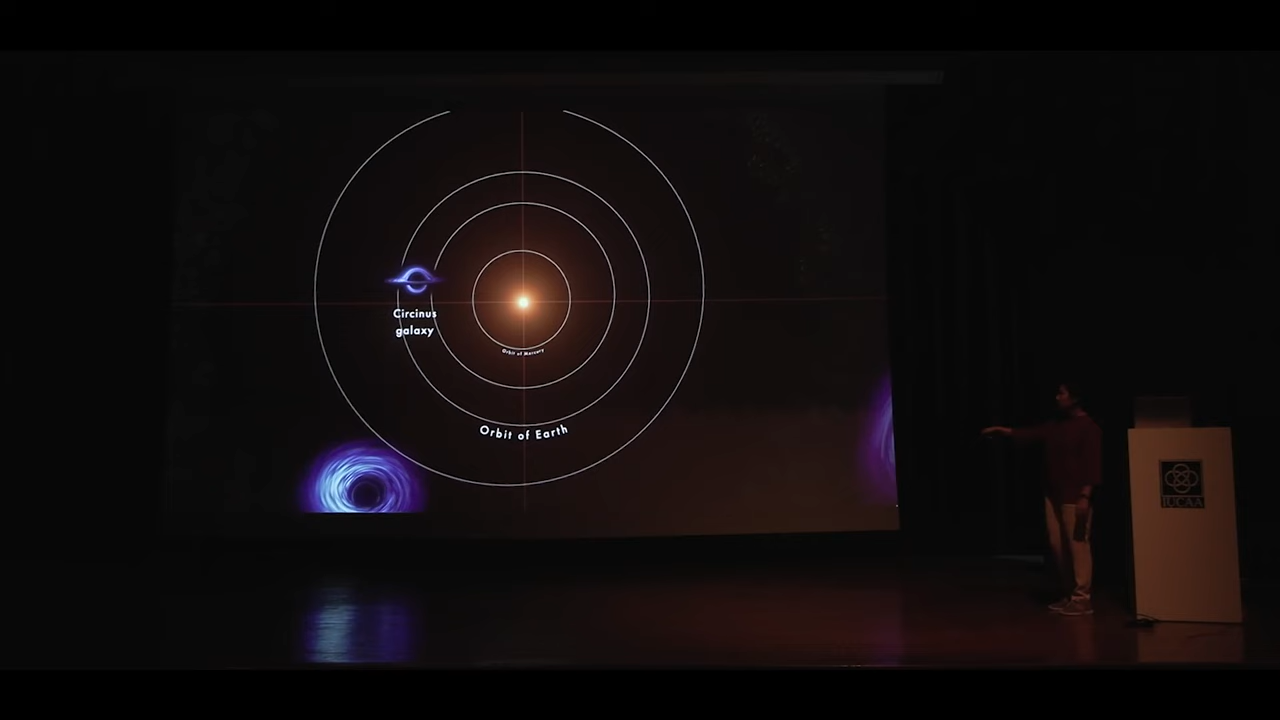 Circinus
galaxy
Orbit of Mercury
Orbit of Earth
IUCAA